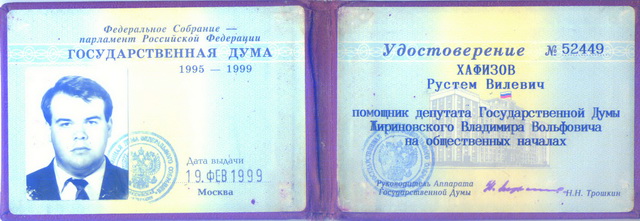 Федеральное Собрание —
парламент Российской Федерации
ГОСУДАРСТВЕННАЯ ДУМА
1995 — 1999
Дата выдачи
19 ФЕВ 1999
Москва
Удостоверение № 52449
ХАФИЗОВ
Рустем Вилевич
помощник депутата Государственной Думы
Жириновского Владимира Вольфовича
на общественных началах
Руководитель Аппарата
Государственной Думы
Н.Н. Трошкин